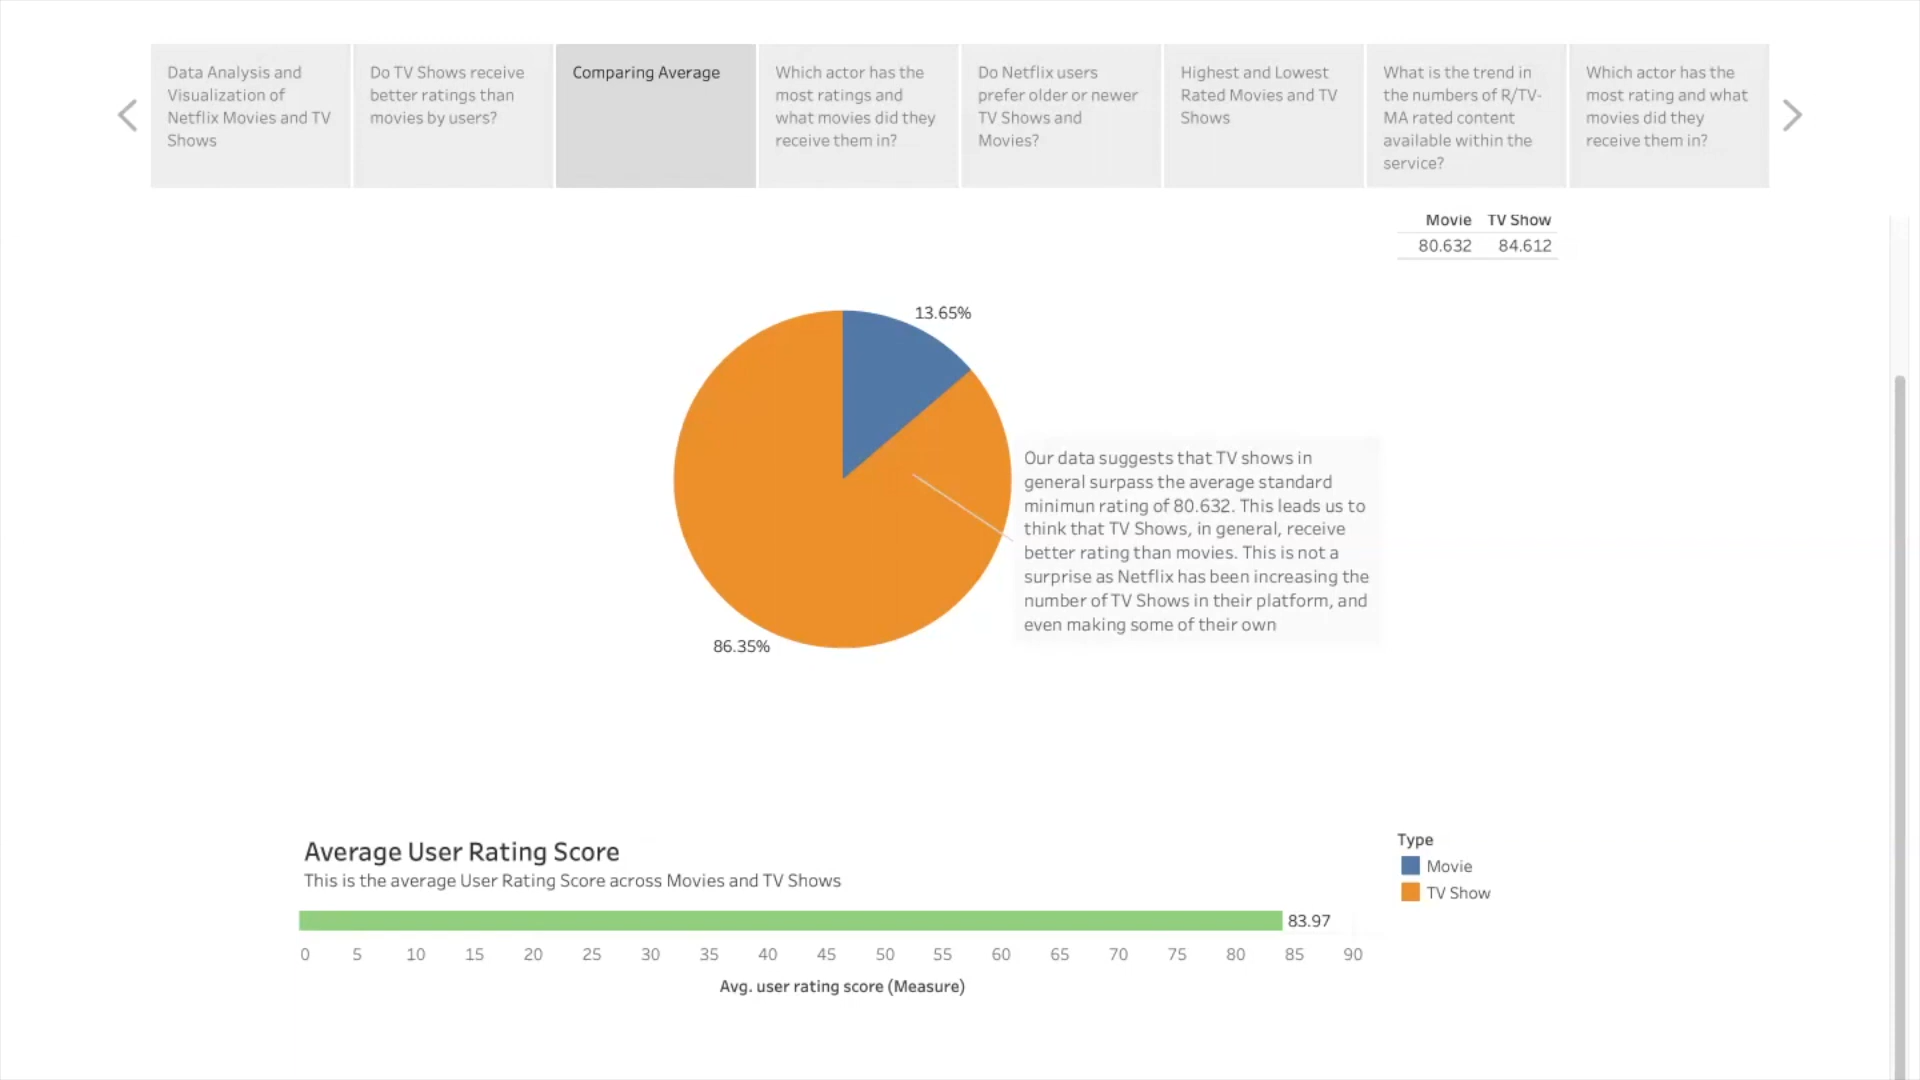 Data Analysis and
Visualization of
Netflix Movies and TV
Shows
Do TV Shows receive
better ratings than
movies by users?
Comparing Average
Which actor has the
most ratings and
what movies did they
receive them in?
Do Netflix users
prefer older or newer
TV Shows and
Movies?
Highest and Lowest
Rated Movies and TV
Shows
What is the trend in
the numbers of R/TV-
MA rated content
available within the
service?
Which actor has the
most rating and what
movies did they
receive them in?
Movie TV Show
80.632 84.612
13.65%
Our data suggests that TV shows in
general surpass the average standard
minimun rating of 80.632. This leads us to
think that TV Shows, in general, receive
better rating than movies. This is not a
surprise as Netflix has been increasing the
number of TV Shows in their platform, and
even making some of their own
86.35%
Average User Rating Score
This is the average User Rating Score across Movies and TV Shows
83.97
0 5 10 15 20 25 30 35 40 45 50 55 60 65 70 75 80 85 90
Avg. user rating score (Measure)
Type
Movie
TV Show